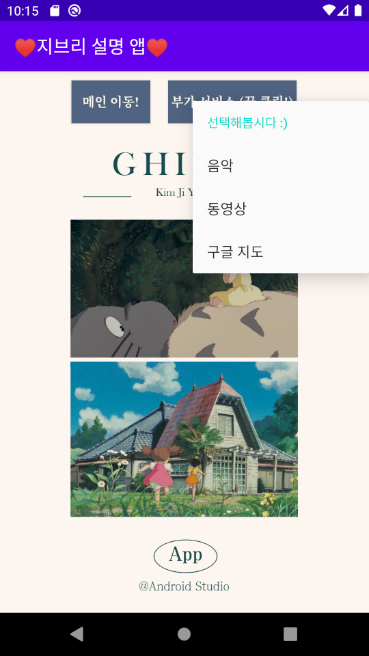 10:15
❤️지브리 설명 앱❤️
메인 이동!
선택해봅시다 :)
음악
동영상
구글 지도
GHI
Kim Ji Y
App
@Android Studio